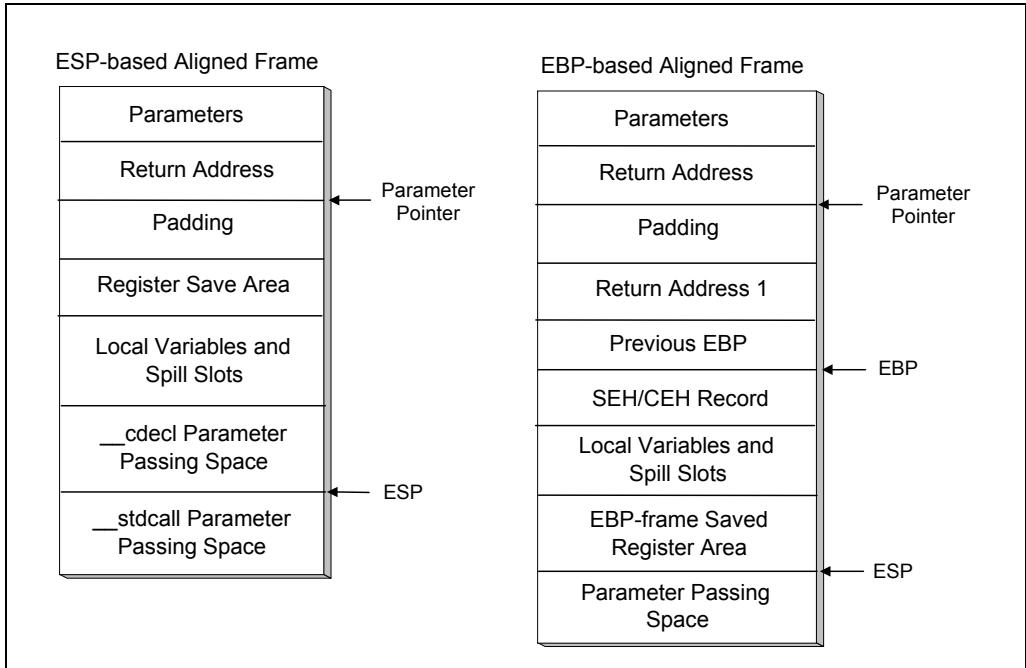 ESP-based Aligned Frame
Parameters
Return Address
Parameter
Pointer
Padding
Register Save Area
Local Variables and
Spill Slots
__cdecl Parameter
Passing Space
ESP
__stdcall Parameter
Passing Space
EBP-based Aligned Frame
Parameters
Return Address
Parameter
Pointer
Padding
Return Address 1
Previous EBP
EBP
SEH/CEH Record
Local Variables and
Spill Slots
EBP-frame Saved
Register Area
ESP
Parameter Passing
Space